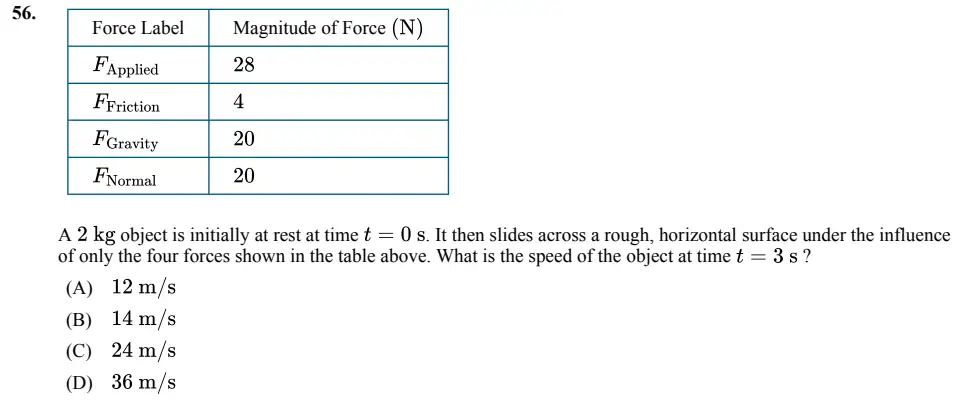 56.
Force Label Magnitude of Force (N)
F_Applied 28
F_Friction 4
F_Gravity 20
F_Normal 20
A 2 kg object is initially at rest at time t = 0 s. It then slides across a rough, horizontal surface under the influence
of only the four forces shown in the table above. What is the speed of the object at time t = 3 s ?
(A) 12 m/s
(B) 14 m/s
(C) 24 m/s
(D) 36 m/s